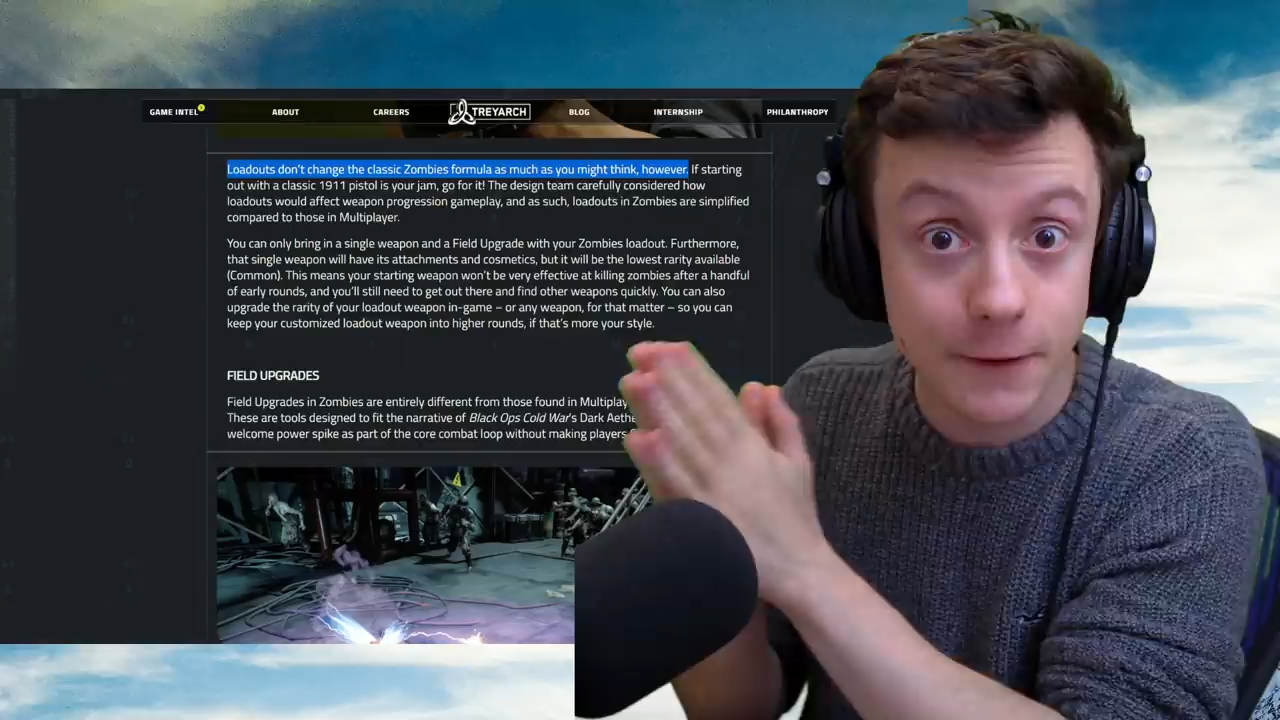 GAME INTEL
ABOUT
CAREERS
TREYARCH
BLOG
INTERNSHIP
PHILANTHROPY
Loadouts don't change the classic Zombies formula as much as you might think, however. If starting
out with a classic 1911 pistol is your jam, go for it! The design team carefully considered how
loadouts would affect weapon progression gameplay, and as such, loadouts in Zombies are simplified
compared to those in Multiplayer.
You can only bring in a single weapon and a Field Upgrade with your Zombies loadout. Furthermore,
that single weapon will have its attachments and cosmetics, but it will be the lowest rarity available
(Common). This means your starting weapon won't be very effective at killing zombies after a handful
of early rounds, and you'll still need to get out there and find other weapons quickly. You can also
upgrade the rarity of your loadout weapon in-game – or any weapon, for that matter – so you can
keep your customized loadout weapon into higher rounds, if that's more your style.
FIELD UPGRADES
Field Upgrades in Zombies are entirely different from those found in Multiplay
These are tools designed to fit the narrative of Black Ops Cold War's Dark Aethe
welcome power spike as part of the core combat loop without making players